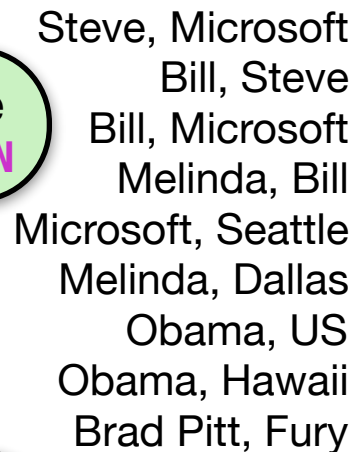 Steve, Microsoft
Bill, Steve
Bill, Microsoft
Melinda, Bill
Microsoft, Seattle
Melinda, Dallas
Obama, US
Obama, Hawaii
Brad Pitt, Fury